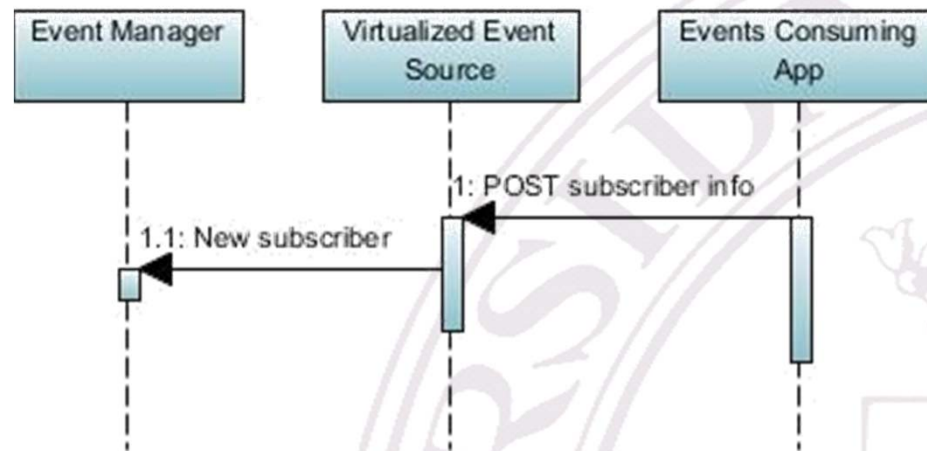 Event Manager
Virtualized Event
Source
Events Consuming
App
1: POST subscriber info
1.1: New subscriber